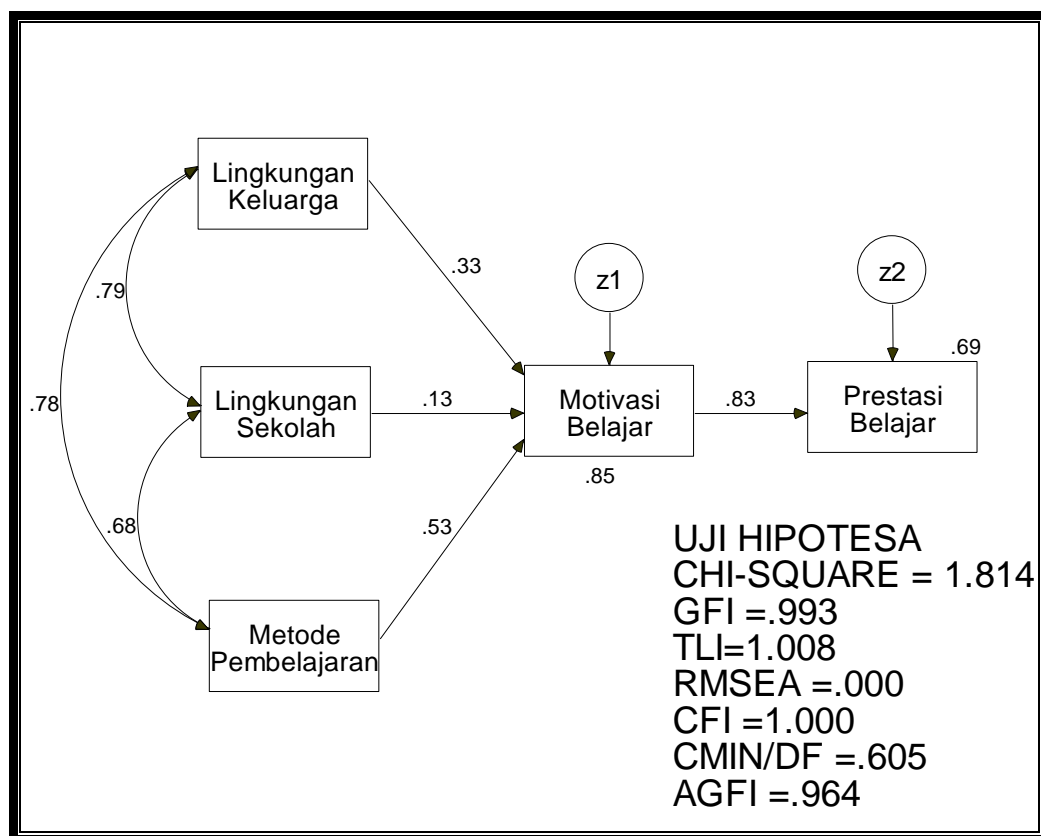 Lingkungan
Keluarga
.33
z1
z2
.79
.69
.78
Lingkungan
Sekolah
.13
Motivasi
Belajar
.83
Prestasi
Belajar
.85
.68
.53
Metode
Pembelajaran
UJI HIPOTESA
CHI-SQUARE = 1.814
GFI =.993
TLI=1.008
RMSEA =.000
CFI =1.000
CMIN/DF =.605
AGFI =.964